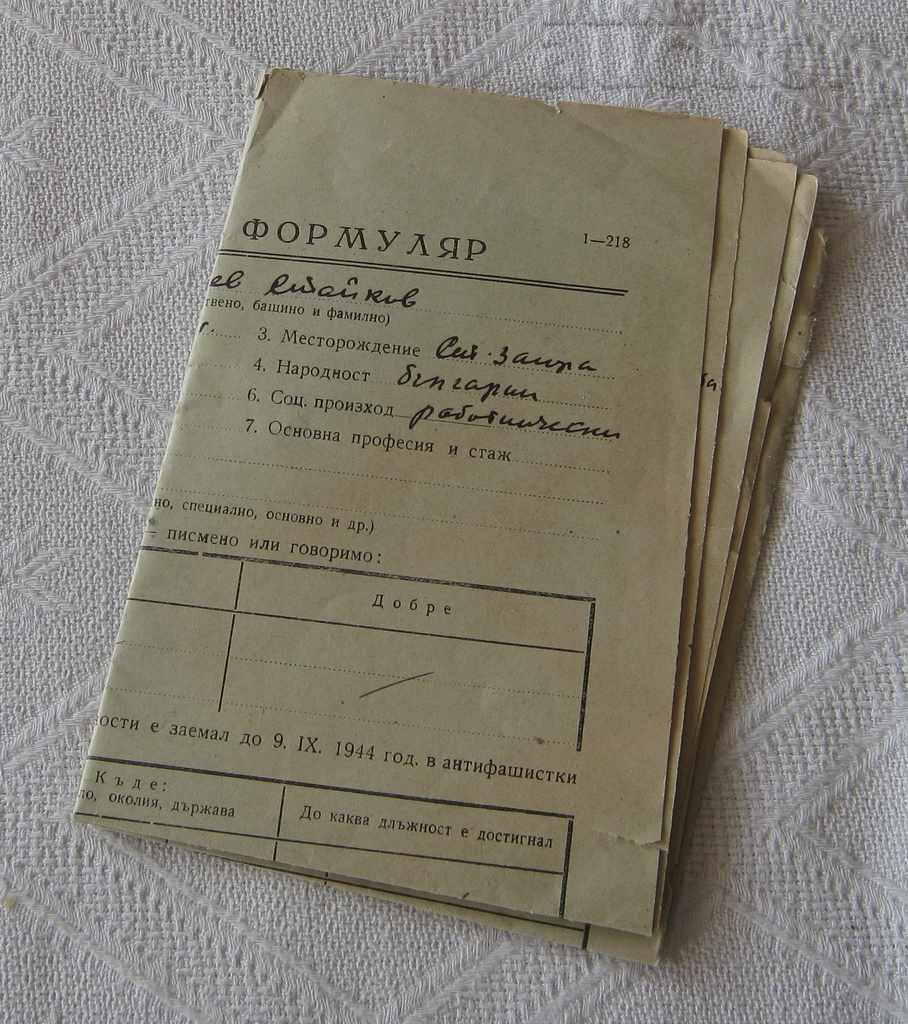 ФОРМУЛЯР 1—218
ев Стайков
твено, бащино и фамилно)
3. Месторождение Ст. Загора
4. Народност българин
6. Соц. произход работнически
7. Основна професия и стаж
но, специално, основно и др.)
— писмено или говоримо:
Добре
ости е заемал до 9. IX. 1944 год. в антифашистки
Къде:
ло, околия, държава
До каква длъжност е достигнал